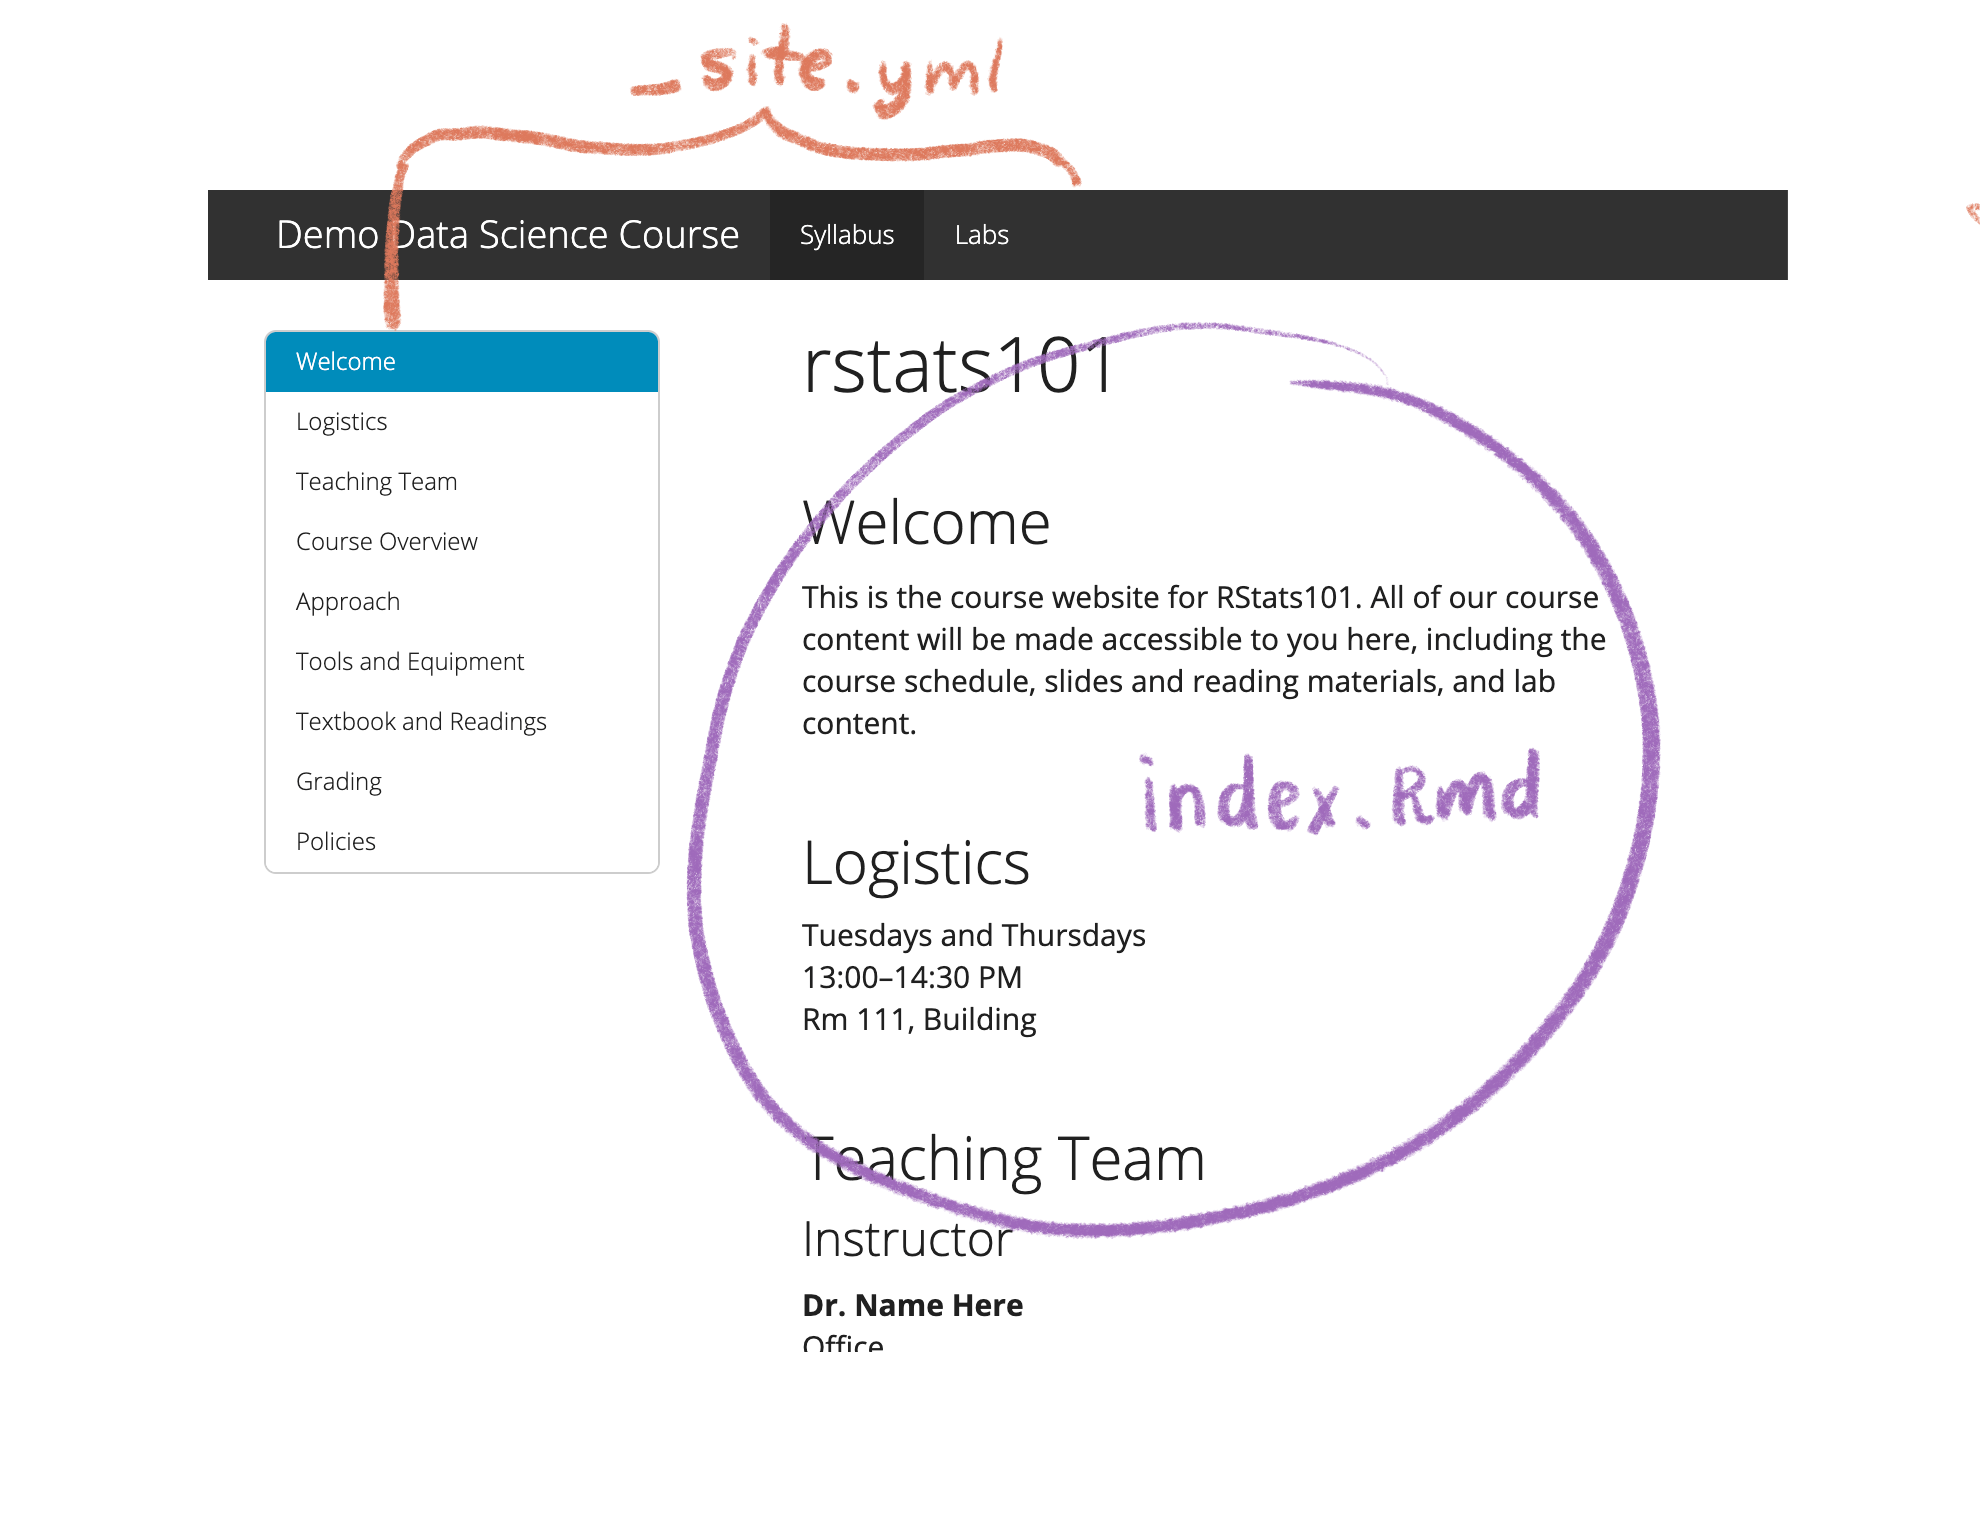 _site.yml
Demo Data Science Course Syllabus Labs
Welcome
Logistics
Teaching Team
Course Overview
Approach
Tools and Equipment
Textbook and Readings
Grading
Policies
rstats101
Welcome
This is the course website for RStats101. All of our course
content will be made accessible to you here, including the
course schedule, slides and reading materials, and lab
content.
index.Rmd
Logistics
Tuesdays and Thursdays
13:00–14:30 PM
Rm 111, Building
Teaching Team
Instructor
Dr. Name Here
Office